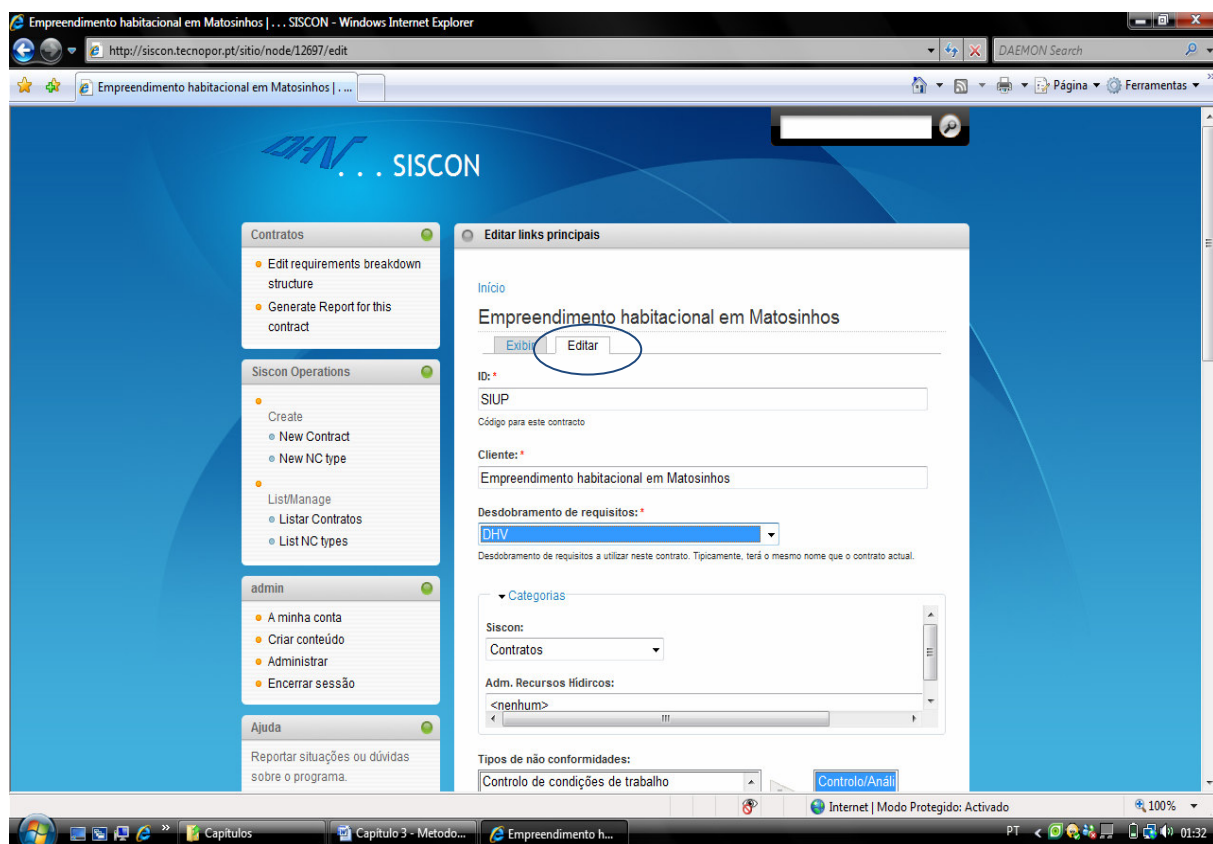 Empreendimento habitacional em Matosinhos | . . . SISCON - Windows Internet Explorer
http://siscon.tecnopor.pt/sitio/node/12697/edit
DAEMON Search
Empreendimento habitacional em Matosinhos | . ...
Página
Ferramentas
DHV. . . SISCON
Contratos
Edit requirements breakdown
structure
Generate Report for this
contract
Siscon Operations
Create
New Contract
New NC type
List/Manage
Listar Contratos
List NC types
admin
A minha conta
Criar conteúdo
Administrar
Encerrar sessão
Ajuda
Reportar situações ou dúvidas
sobre o programa.
Editar links principais
Início
Empreendimento habitacional em Matosinhos
Exibir Editar
ID: *
SIUP
Código para este contracto
Cliente: *
Empreendimento habitacional em Matosinhos
Desdobramento de requisitos: *
DHV
Desdobramento de requisitos a utilizar neste contrato. Tipicamente, terá o mesmo nome que o contrato actual.
Categorias
Siscon:
Contratos
Adm. Recursos Hídircos:
<nenhum>
Tipos de não conformidades:
Controlo de condições de trabalho
Controlo/Análi
Internet | Modo Protegido: Activado
100%
Capítulos
Capítulo 3 - Metodo...
Empreendimento h...
PT
01:32